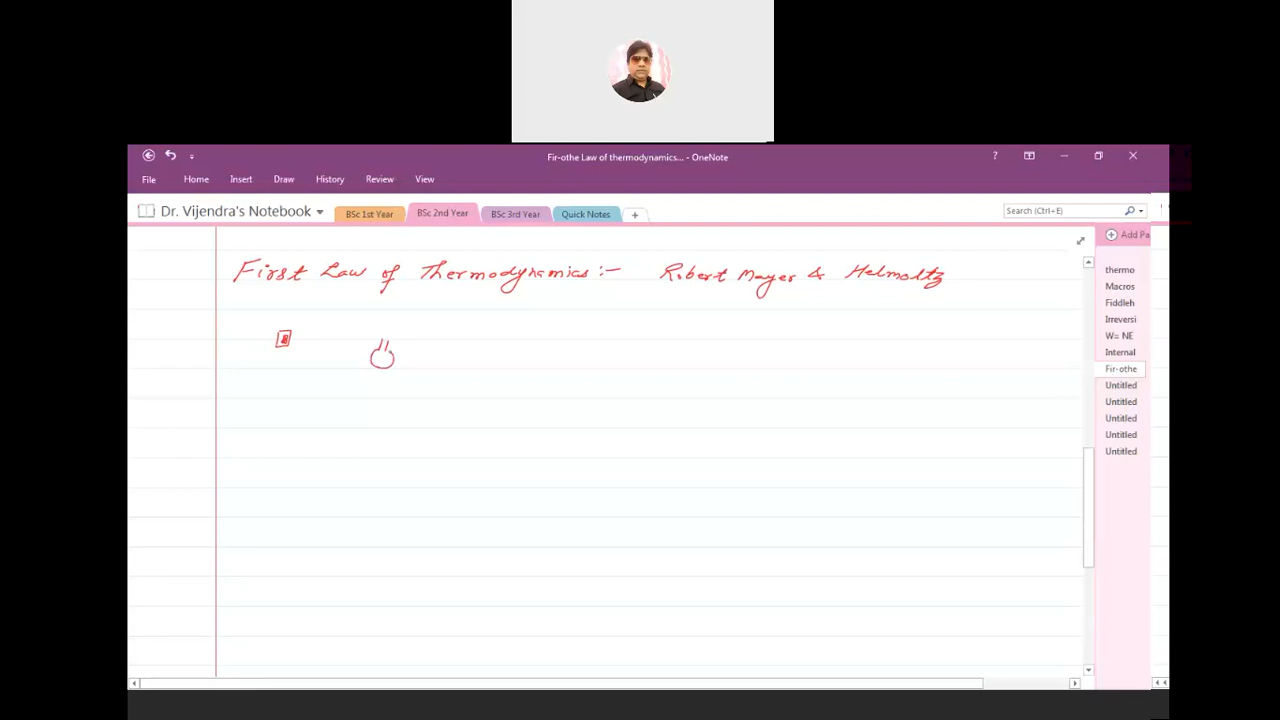 Fir-othe Law of thermodynamics... - OneNote
?
File Home Insert Draw History Review View
Dr. Vijendra's Notebook BSc 1st Year BSc 2nd Year BSc 3rd Year Quick Notes +
Search (Ctrl+E)
Add Pa
First Law of Thermodynamics :- Robert Mayer & Helmoltz
thermo
Macros
Fiddleh
Irreversi
W= NE
Internal
Fir-othe
Untitled
Untitled
Untitled
Untitled
Untitled